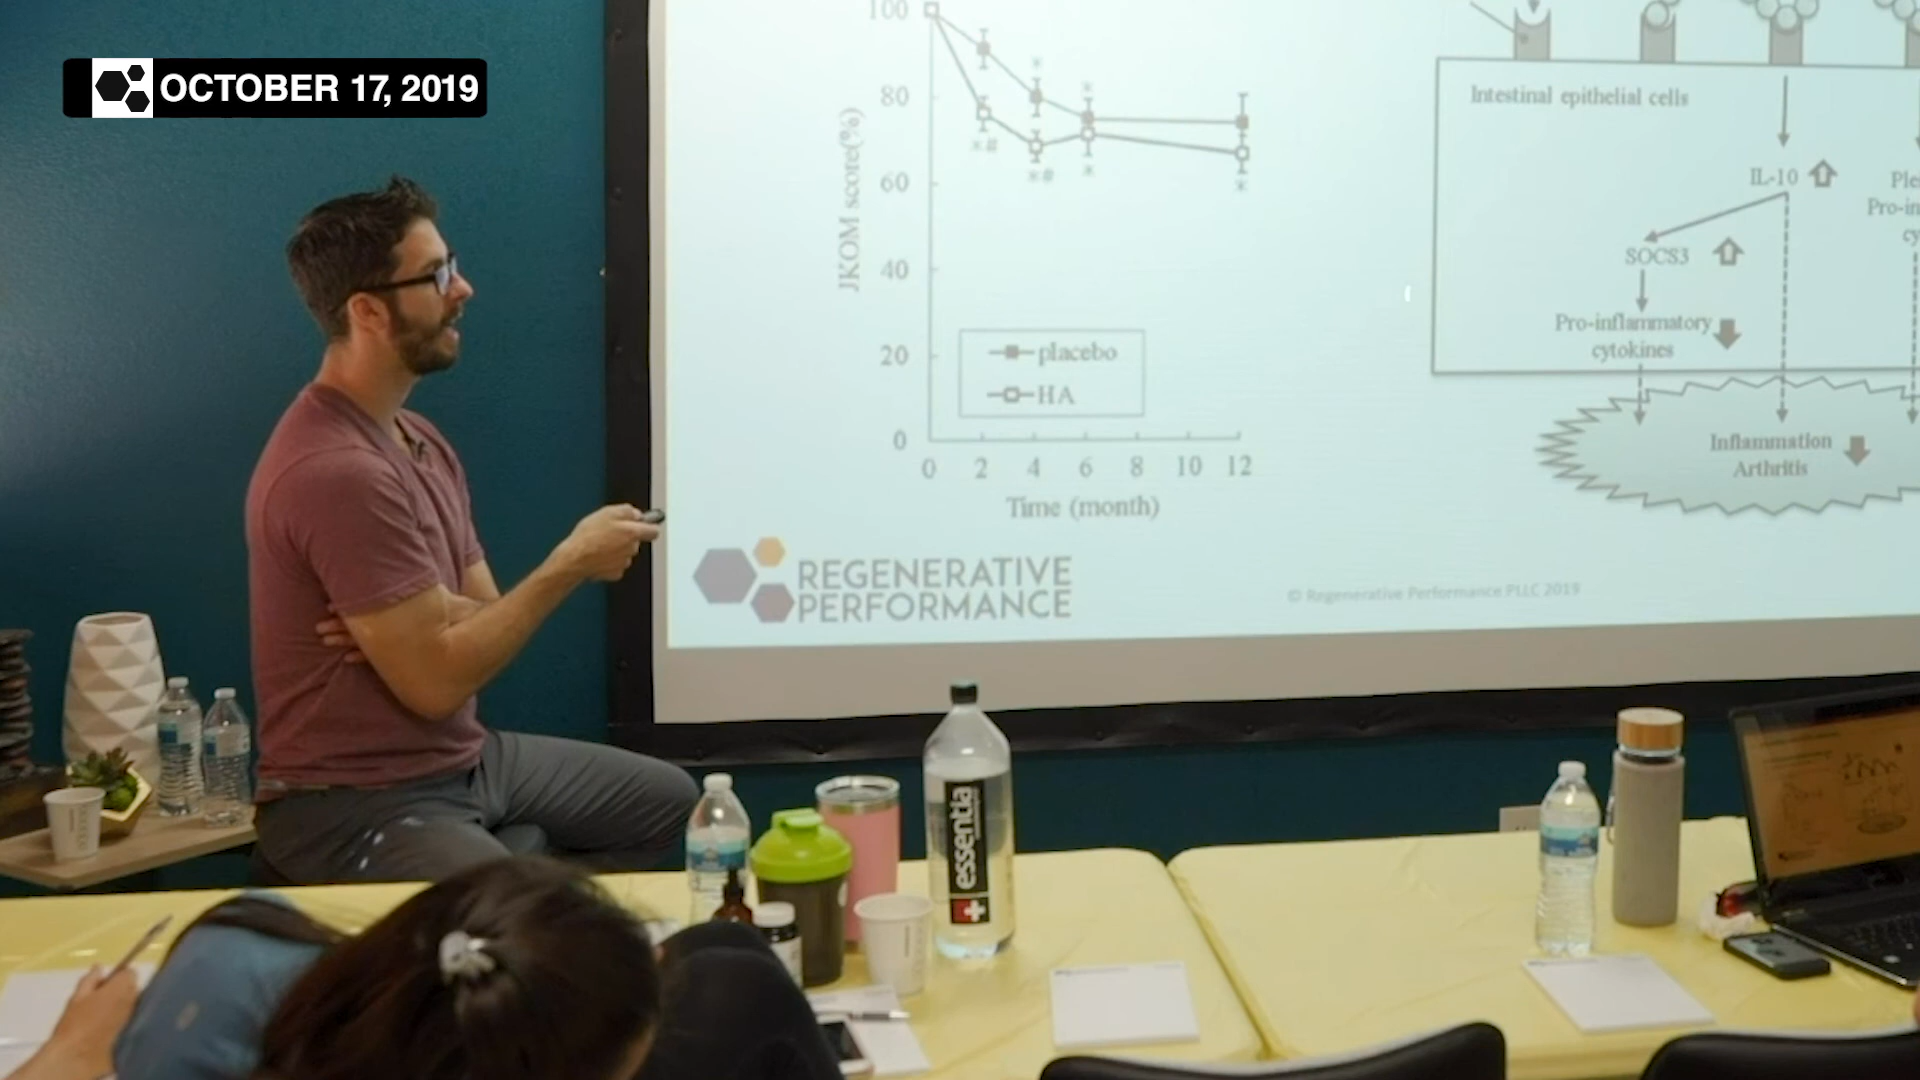 OCTOBER 17, 2019
100
80
60
40
20
0
JKOM score(%)
*#
*#
*
*
*
*
placebo
HA
0 2 4 6 8 10 12
Time (month)
Intestinal epithelial cells
IL-10
SOCS3
Pro-inflammatory
cytokines
Inflammation
Arthritis
REGENERATIVE
PERFORMANCE
© Regenerative Performance PLLC 2019
essentia